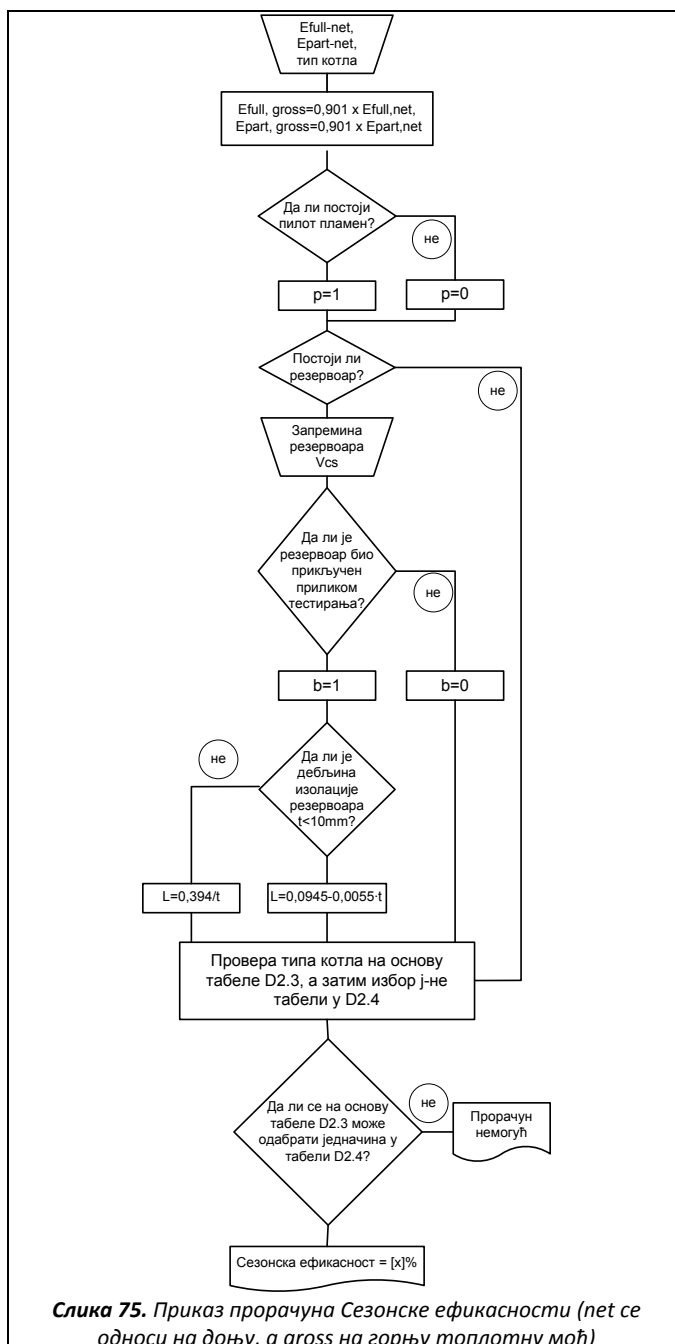 Efull-net,
Epart-net,
тип котла
Efull, gross=0,901 x Efull,net,
Epart, gross=0,901 x Epart,net
Да ли постоји
пилот пламен?
не
p=1
p=0
Постоји ли
резервоар?
не
Запремина
резервоара
Vcs
Да ли је
резервоар био
прикључен
приликом
тестирања?
не
b=1
b=0
не
Да ли је
дебљина
изолације
резервоара
t<10mm?
L=0,394/t
L=0,0945-0,0055·t
Провера типа котла на основу
табеле D2.3, а затим избор ј-не
табели у D2.4
Да ли се на основу
табеле D2.3 може
одабрати једначина у
табели D2.4?
не
Прорачун
немогућ
Сезонска ефикасност = [x]%
Слика 75. Приказ прорачуна Сезонске ефикасности (net се
односи на доњу, а gross на горњу топлотну моћ)